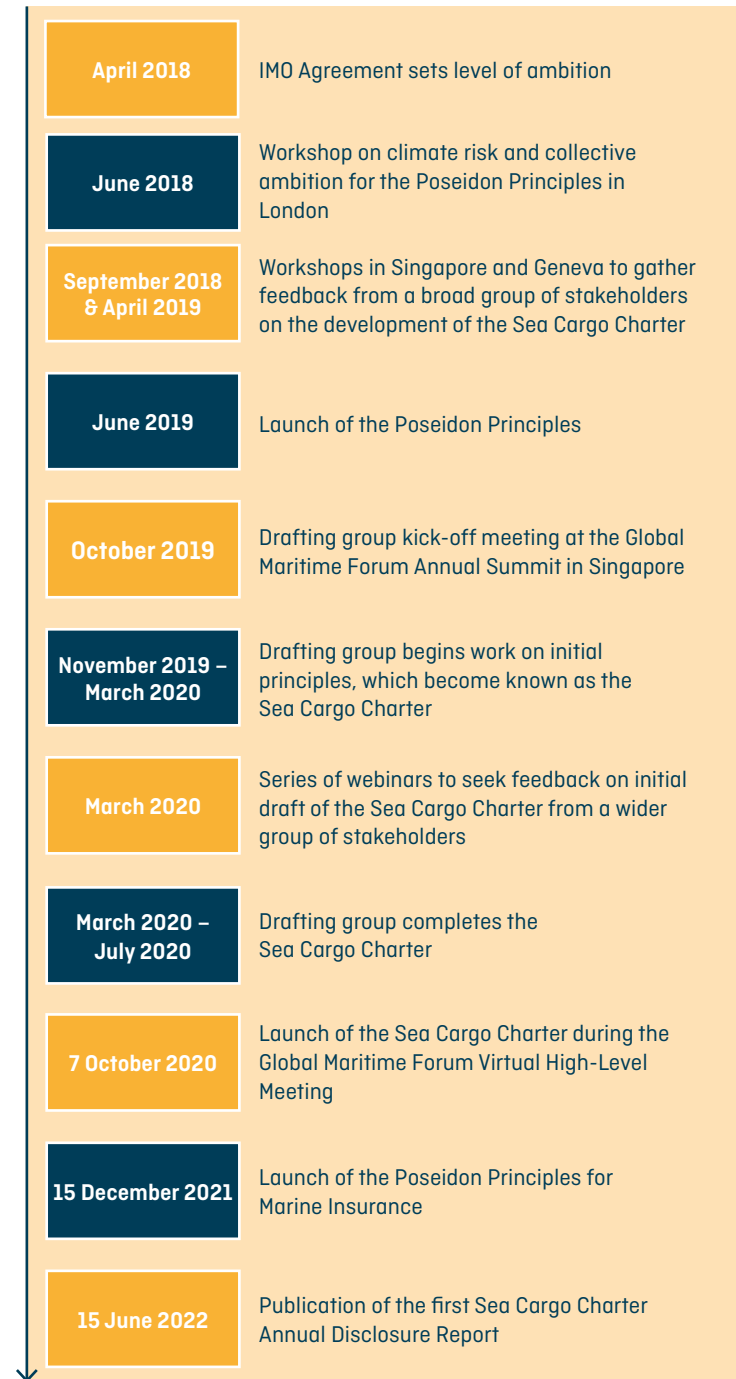 April 2018
IMO Agreement sets level of ambition
June 2018
Workshop on climate risk and collective
ambition for the Poseidon Principles in
London
September 2018
& April 2019
Workshops in Singapore and Geneva to gather
feedback from a broad group of stakeholders
on the development of the Sea Cargo Charter
June 2019
Launch of the Poseidon Principles
October 2019
Drafting group kick-off meeting at the Global
Maritime Forum Annual Summit in Singapore
November 2019 –
March 2020
Drafting group begins work on initial
principles, which become known as the
Sea Cargo Charter
March 2020
Series of webinars to seek feedback on initial
draft of the Sea Cargo Charter from a wider
group of stakeholders
March 2020 –
July 2020
Drafting group completes the
Sea Cargo Charter
7 October 2020
Launch of the Sea Cargo Charter during the
Global Maritime Forum Virtual High-Level
Meeting
15 December 2021
Launch of the Poseidon Principles for
Marine Insurance
15 June 2022
Publication of the first Sea Cargo Charter
Annual Disclosure Report